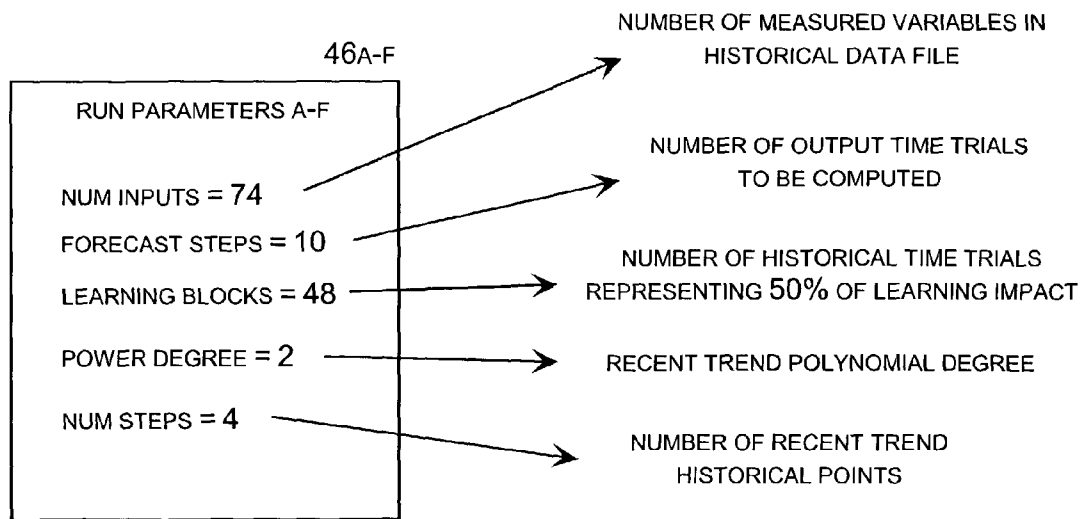 46A-F
RUN PARAMETERS A-F
NUM INPUTS = 74
FORECAST STEPS = 10
LEARNING BLOCKS = 48
POWER DEGREE = 2
NUM STEPS = 4
NUMBER OF MEASURED VARIABLES IN
HISTORICAL DATA FILE
NUMBER OF OUTPUT TIME TRIALS
TO BE COMPUTED
NUMBER OF HISTORICAL TIME TRIALS
REPRESENTING 50% OF LEARNING IMPACT
RECENT TREND POLYNOMIAL DEGREE
NUMBER OF RECENT TREND
HISTORICAL POINTS